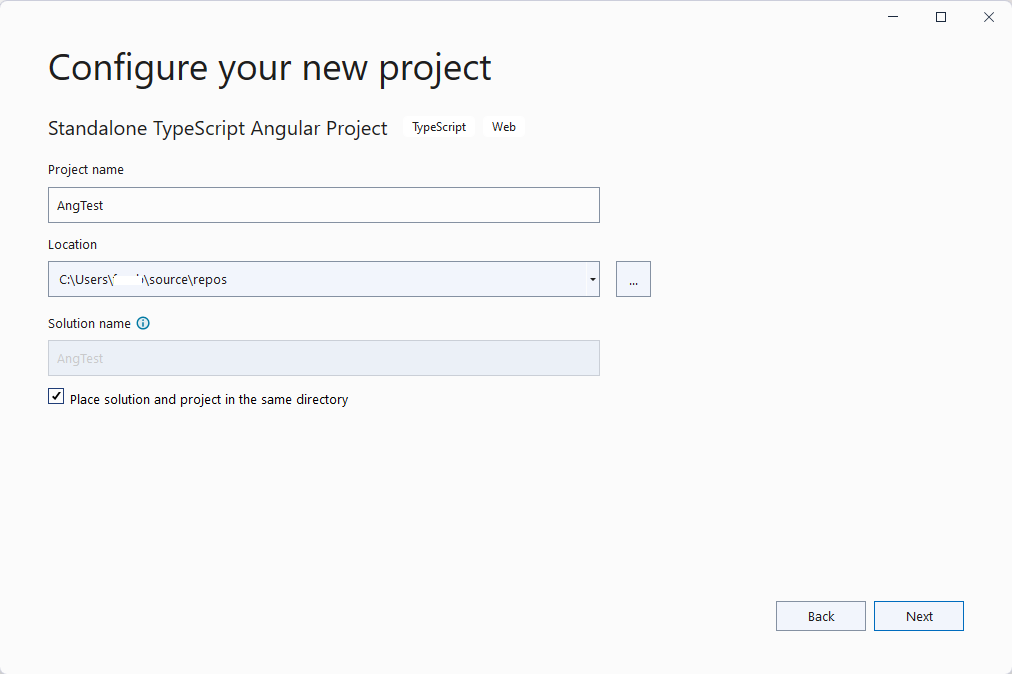 Configure your new project
Standalone TypeScript Angular Project TypeScript Web
Project name
AngTest
Location
C:\Users\ \source\repos
...
Solution name
AngTest
Place solution and project in the same directory
Back Next